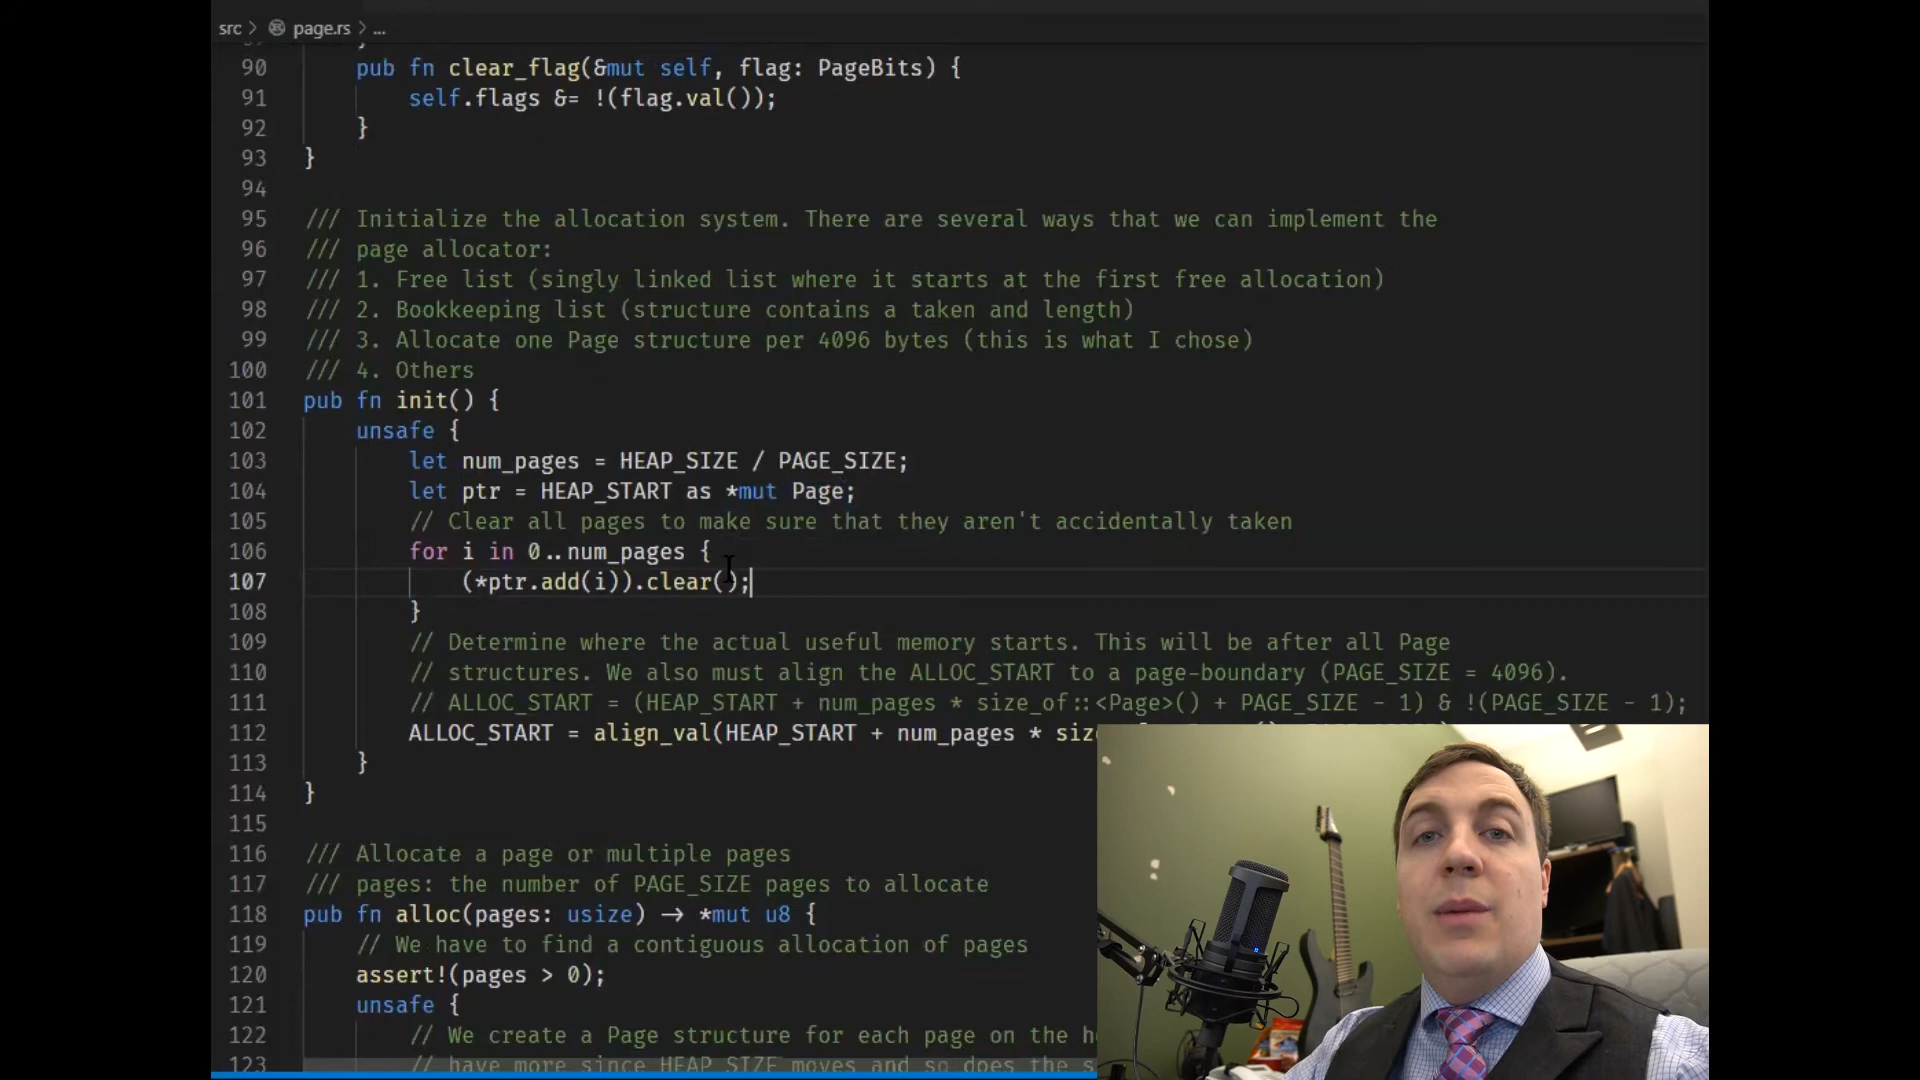 src > page.rs > ...
90 pub fn clear_flag(&mut self, flag: PageBits) {
91 self.flags &= !(flag.val());
92 }
93 }
94
95 /// Initialize the allocation system. There are several ways that we can implement the
96 /// page allocator:
97 /// 1. Free list (singly linked list where it starts at the first free allocation)
98 /// 2. Bookkeeping list (structure contains a taken and length)
99 /// 3. Allocate one Page structure per 4096 bytes (this is what I chose)
100 /// 4. Others
101 pub fn init() {
102 unsafe {
103 let num_pages = HEAP_SIZE / PAGE_SIZE;
104 let ptr = HEAP_START as *mut Page;
105 // Clear all pages to make sure that they aren't accidentally taken
106 for i in 0..num_pages {
107 (*ptr.add(i)).clear();
108 }
109 // Determine where the actual useful memory starts. This will be after all Page
110 // structures. We also must align the ALLOC_START to a page-boundary (PAGE_SIZE = 4096).
111 // ALLOC_START = (HEAP_START + num_pages * size_of::<Page>() + PAGE_SIZE - 1) & !(PAGE_SIZE - 1);
112 ALLOC_START = align_val(HEAP_START + num_pages * siz
113 }
114 }
115
116 /// Allocate a page or multiple pages
117 /// pages: the number of PAGE_SIZE pages to allocate
118 pub fn alloc(pages: usize) -> *mut u8 {
119 // We have to find a contiguous allocation of pages
120 assert!(pages > 0);
121 unsafe {
122 // We create a Page structure for each page on the h
123 // have more since HEAP_SIZE moves and so does the s